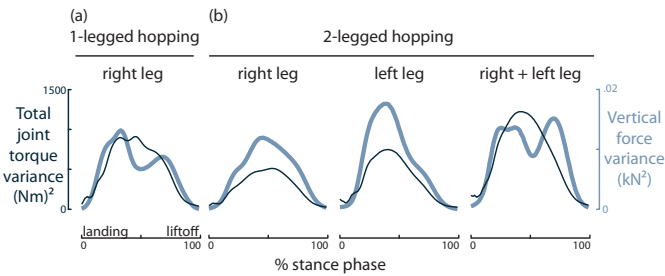 (a)
(b)
1-legged hopping
2-legged hopping
right leg
right leg
left leg
right + left leg
1500
Total
joint
torque
variance
(Nm)²
0
.02
Vertical
force
variance
(kN²)
0
landing
liftoff
0
100
0
100
0
100
0
100
% stance phase